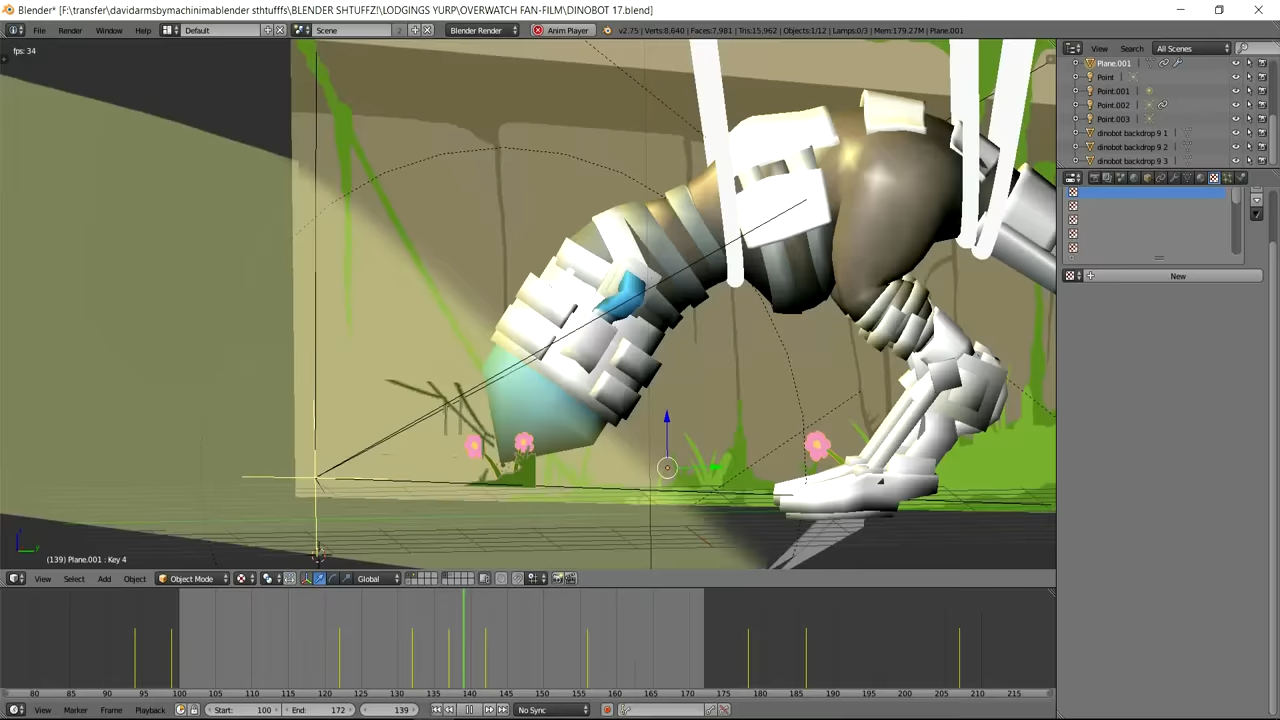 Blender* [F:\transfer\davidarmsbymachinimablender shtufffs\BLENDER SHTUFFZ!\LODGINGS YURP\OVERWATCH FAN-FILM\DINOBOT 17.blend]
File Render Window Help Default Scene 2 Blender Render Anim Player v2.75 | Verts:8,640 | Faces:7,981 | Tris:15,962 | Objects:1/12 | Lamps:0/3 | Mem:179.27M | Plane.001
fps: 34
View Search All Scenes
Plane.001
Point
Point.001
Point.002
Point.003
dinobot backdrop 9 1
dinobot backdrop 9 2
dinobot backdrop 9 3
New
(139) Plane.001 : Key 4
View Select Add Object Object Mode Global
80 85 90 95 100 105 110 115 120 125 130 135 140 145 150 155 160 165 170 175 180 185 190 195 200 205 210 215
View Marker Frame Playback Start: 100 End: 172 139 No Sync